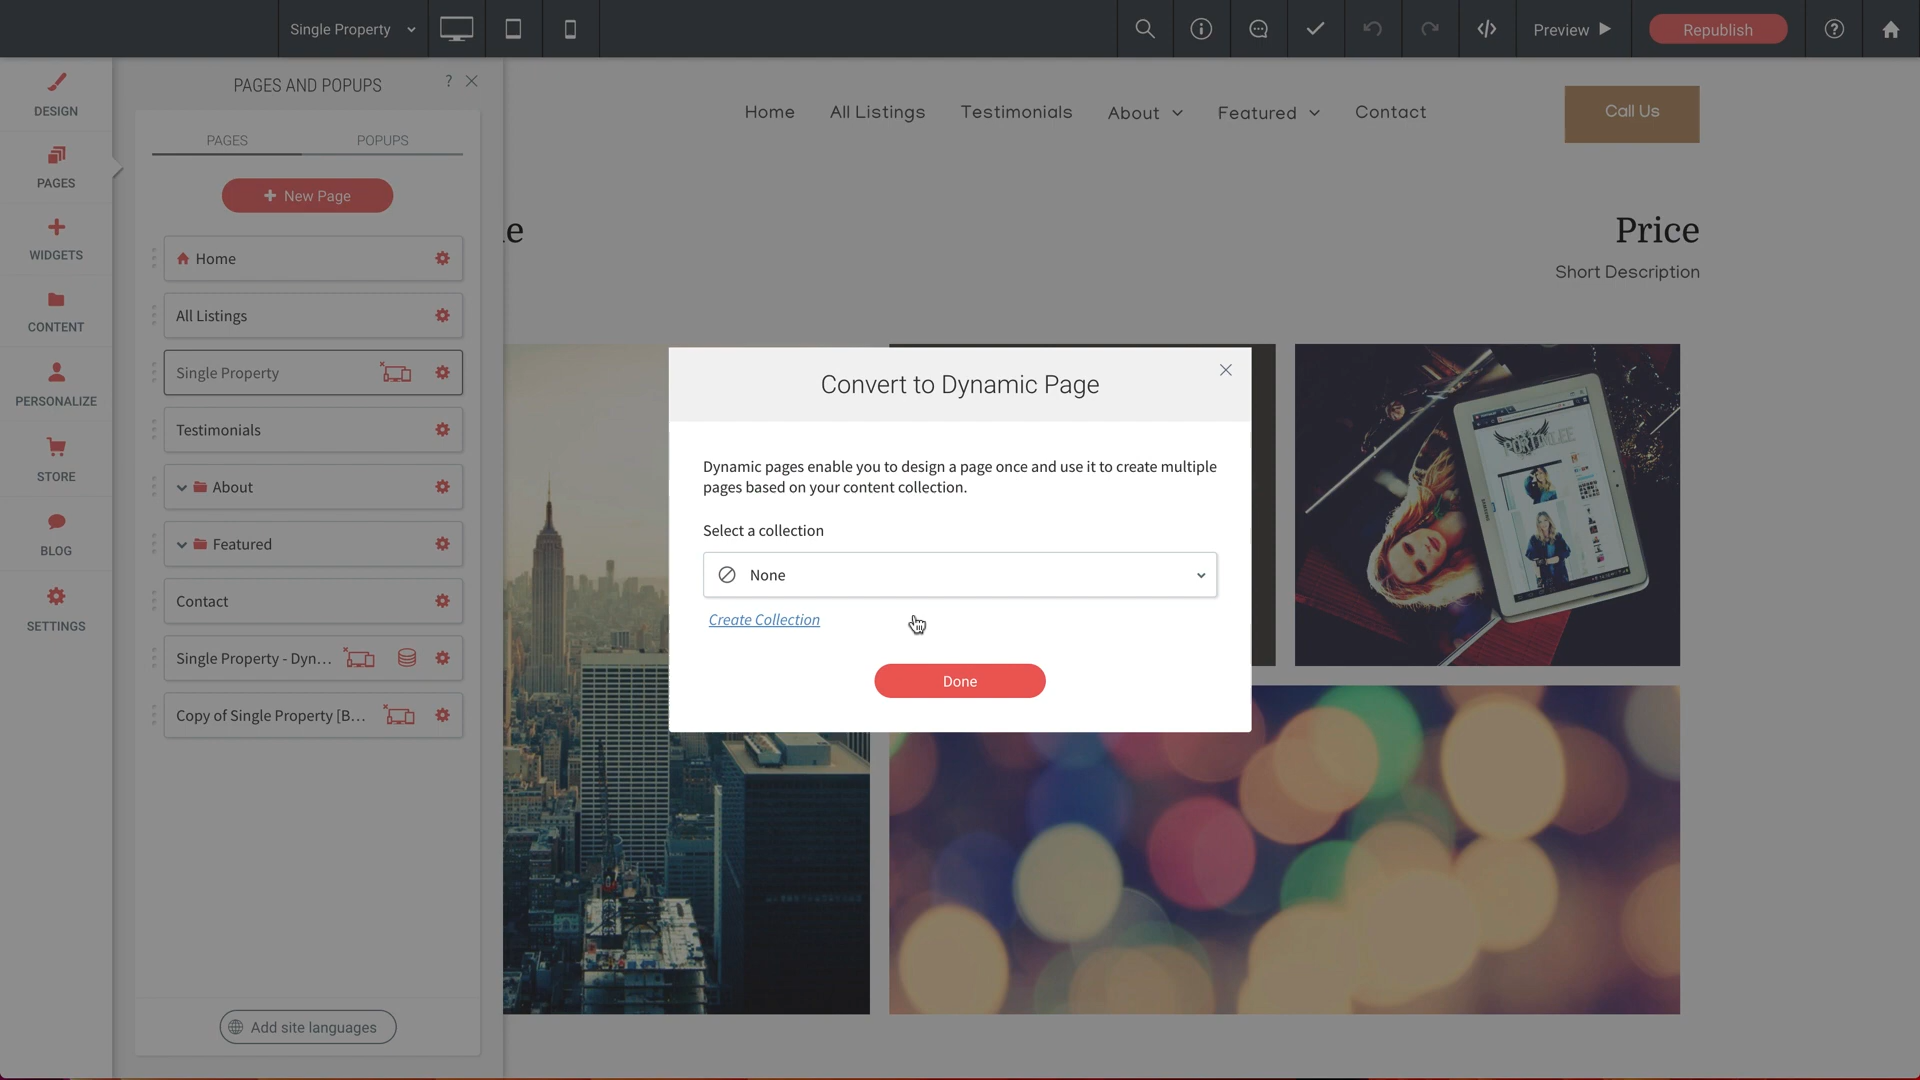 Single Property
Preview
Republish
DESIGN
PAGES
WIDGETS
CONTENT
PERSONALIZE
STORE
BLOG
SETTINGS
PAGES AND POPUPS
?
PAGES
POPUPS
New Page
Home
All Listings
Single Property
Testimonials
About
Featured
Contact
Single Property - Dyn...
Copy of Single Property [B...
Add site languages
Home
All Listings
Testimonials
About
Featured
Contact
Call Us
Price
Short Description
Convert to Dynamic Page
Dynamic pages enable you to design a page once and use it to create multiple
pages based on your content collection.
Select a collection
None
Create Collection
Done